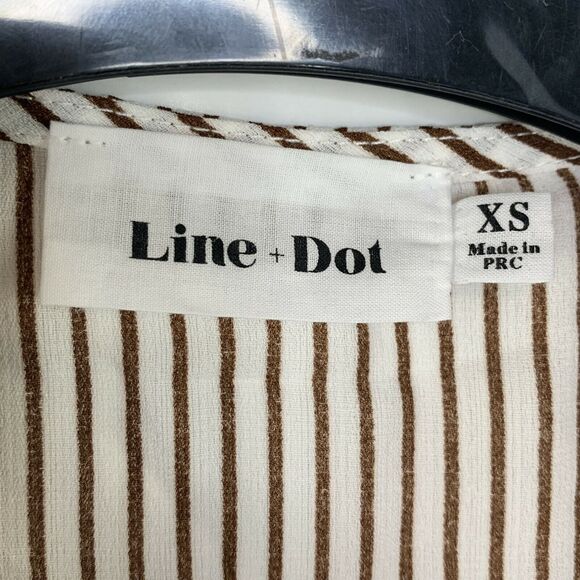 Line + Dot
XS
Made in
PRC